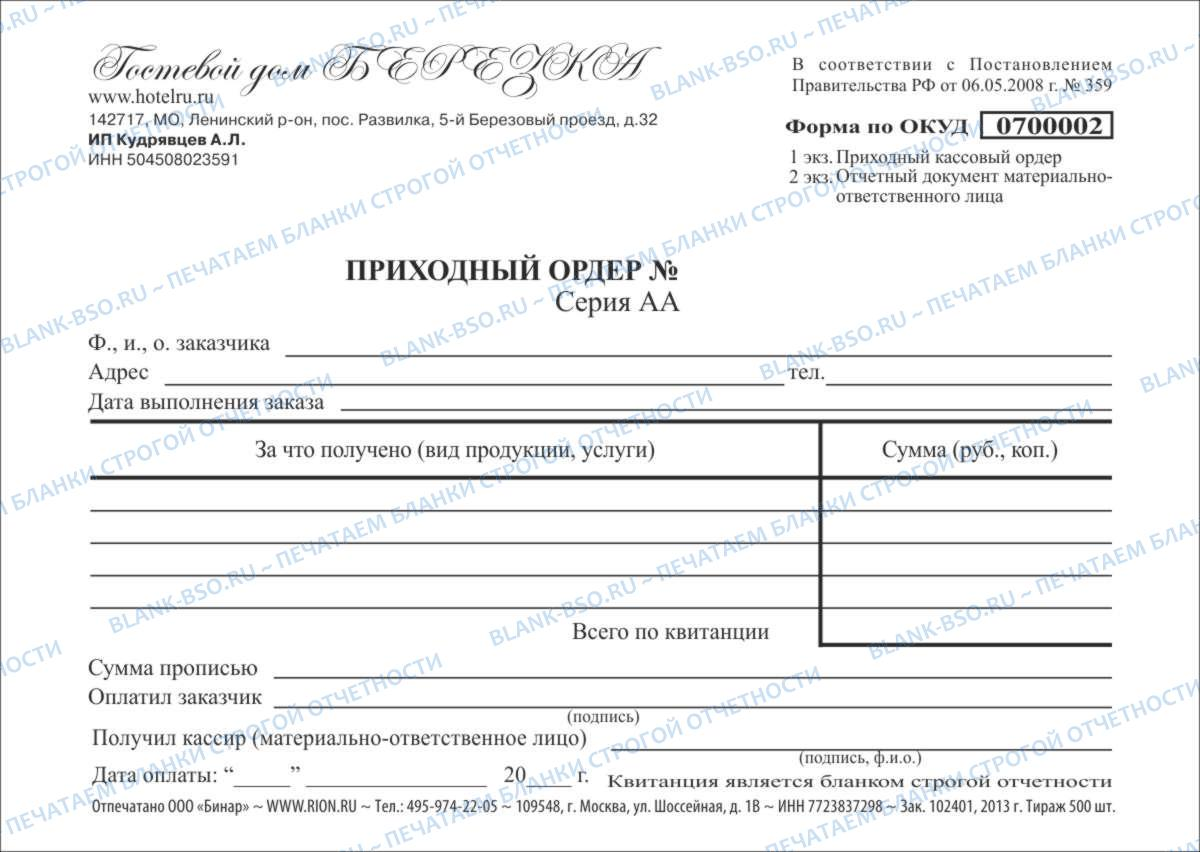 Гостевой дом БЕРЕЗКА
www.hotelru.ru
142717, МО, Ленинский р-он, пос. Развилка, 5-й Березовый проезд, д.32
ИП Кудрявцев А.Л.
ИНН 504508023591
В соответствии с Постановлением
Правительства РФ от 06.05.2008 г. № 359
Форма по ОКУД 0700002
1 экз. Приходный кассовый ордер
2 экз. Отчетный документ материально-
ответственного лица
ПРИХОДНЫЙ ОРДЕР №
Серия АА
Ф., и., о. заказчика
Адрес тел.
Дата выполнения заказа
За что получено (вид продукции, услуги) Сумма (руб., коп.)
Всего по квитанции
Сумма прописью
Оплатил заказчик
(подпись)
Получил кассир (материально-ответственное лицо)
(подпись, ф.и.о.)
Дата оплаты: “_____” _______________ 20____ г. Квитанция является бланком строгой отчетности
Отпечатано ООО «Бинар» ~ WWW.RION.RU ~ Тел.: 495-974-22-05 ~ 109548, г. Москва, ул. Шоссейная, д. 1В ~ ИНН 7723837298 ~ Зак. 102401, 2013 г. Тираж 500 шт.
BLANK-BSO.RU ~ ПЕЧАТАЕМ БЛАНКИ СТРОГОЙ ОТЧЕТНОСТИ